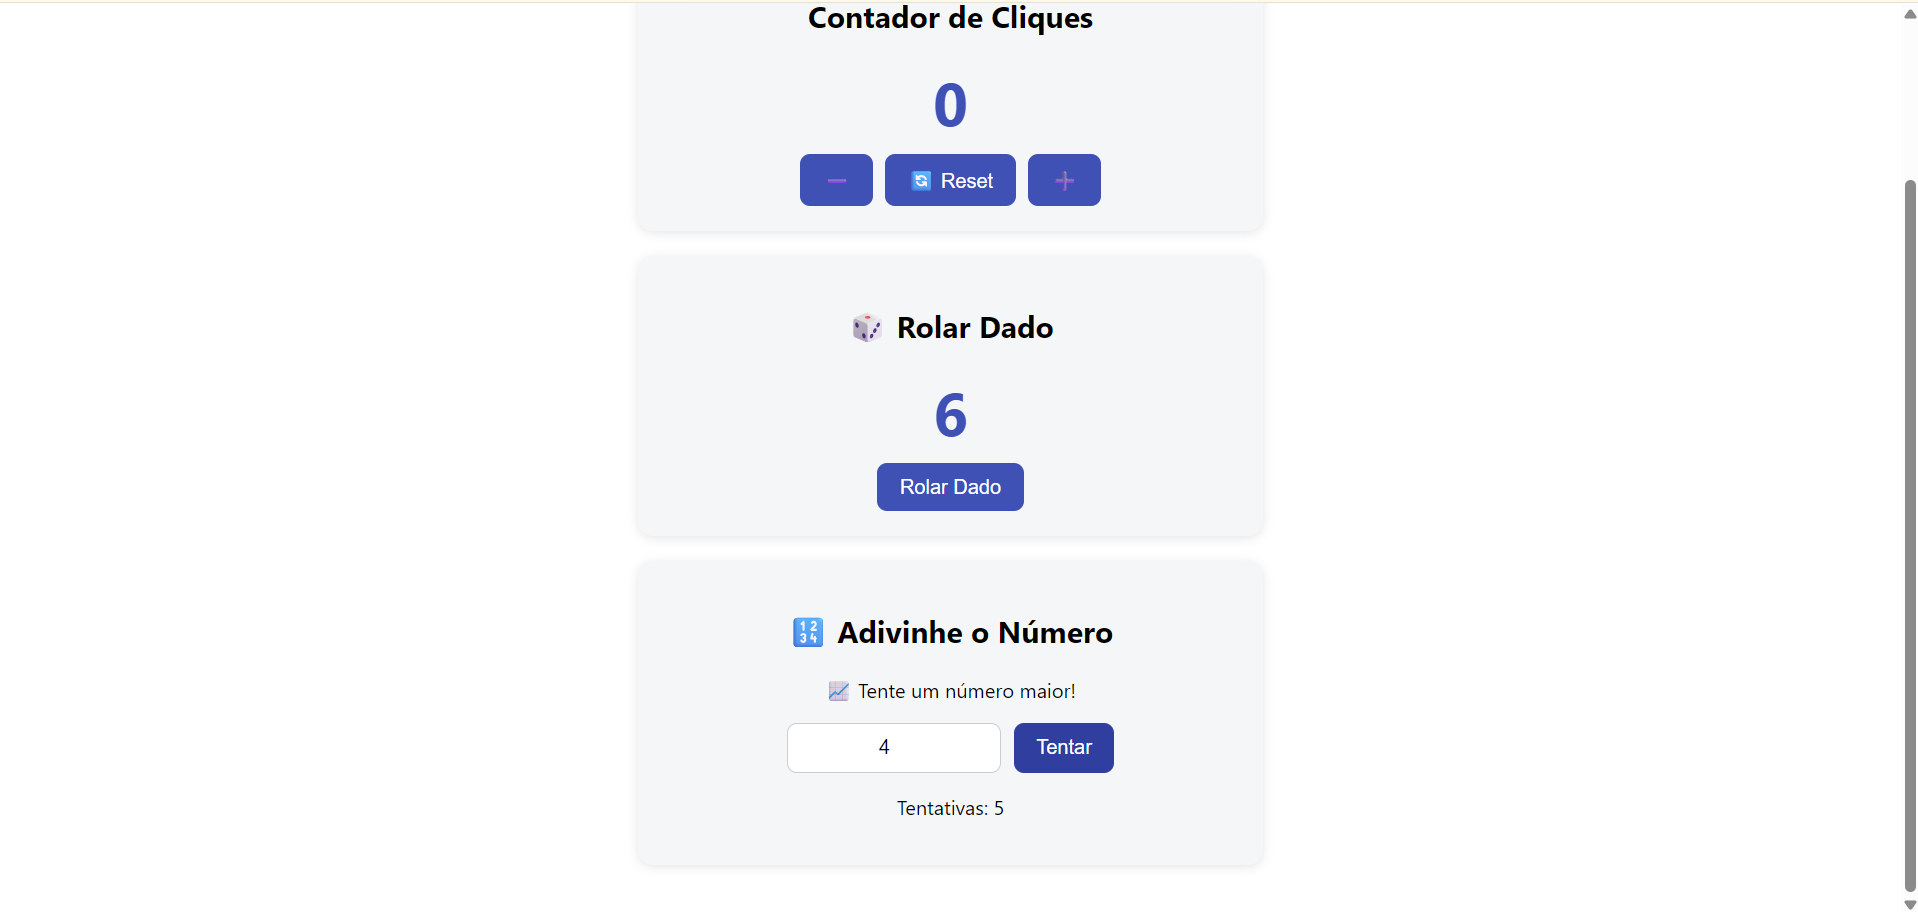 Contador de Cliques
0
➖ 🔄 Reset ➕
🎲 Rolar Dado
6
Rolar Dado
🔢 Adivinhe o Número
📈 Tente um número maior!
4 Tentar
Tentativas: 5